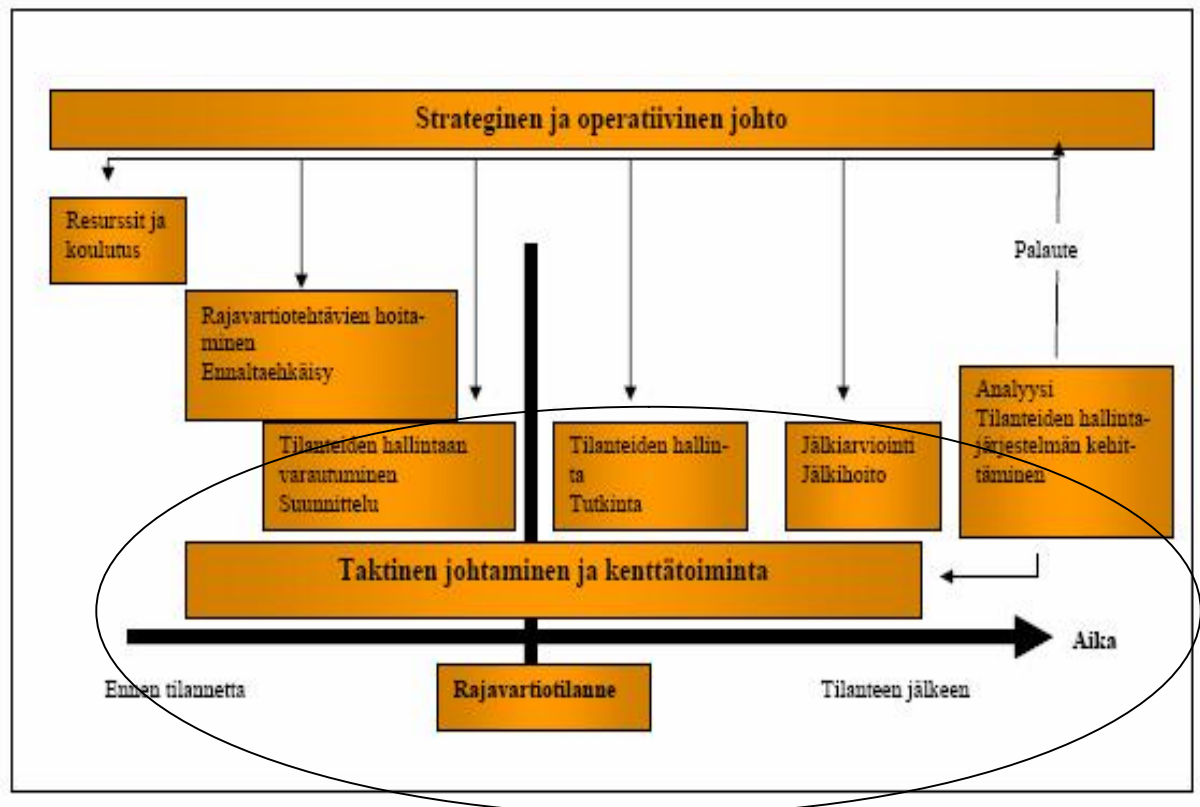 Strateginen ja operatiivinen johto
Resurssit ja
koulutus
Palaute
Rajavartiotehtävien hoita-
minen
Ennaltaehkäisy
Analyysi
Tilanteiden hallinta-
järjestelmän kehit-
täminen
Tilanteiden hallintaan
varautuminen
Suunnittelu
Tilanteiden hallin-
ta
Tutkinta
Jälkiarviointi
Jälkihoito
Taktinen johtaminen ja kenttätoiminta
Aika
Ennen tilannetta
Rajavartiotilanne
Tilanteen jälkeen